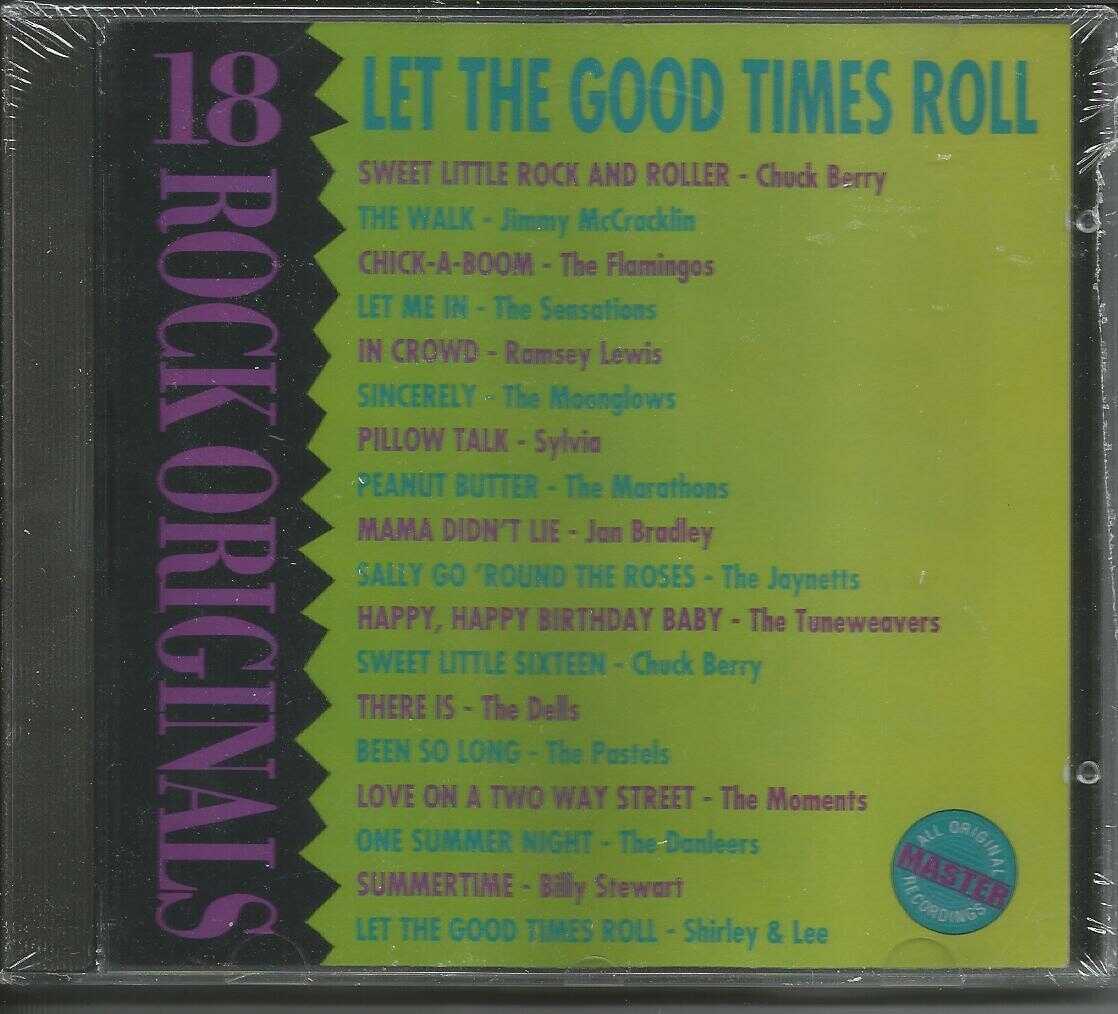 18 ROCK ORIGINALS
LET THE GOOD TIMES ROLL
SWEET LITTLE ROCK AND ROLLER - Chuck Berry
THE WALK - Jimmy McCracklin
CHICK-A-BOOM - The Flamingos
LET ME IN - The Sensations
IN CROWD - Ramsey Lewis
SINCERELY - The Moonglows
PILLOW TALK - Sylvia
PEANUT BUTTER - The Marathons
MAMA DIDN'T LIE - Jan Bradley
SALLY GO 'ROUND THE ROSES - The Jaynetts
HAPPY, HAPPY BIRTHDAY BABY - The Tuneweavers
SWEET LITTLE SIXTEEN - Chuck Berry
THERE IS - The Dells
BEEN SO LONG - The Pastels
LOVE ON A TWO WAY STREET - The Moments
ONE SUMMER NIGHT - The Danleers
SUMMERTIME - Billy Stewart
LET THE GOOD TIMES ROLL - Shirley & Lee
ALL ORIGINAL
MASTER
RECORDINGS